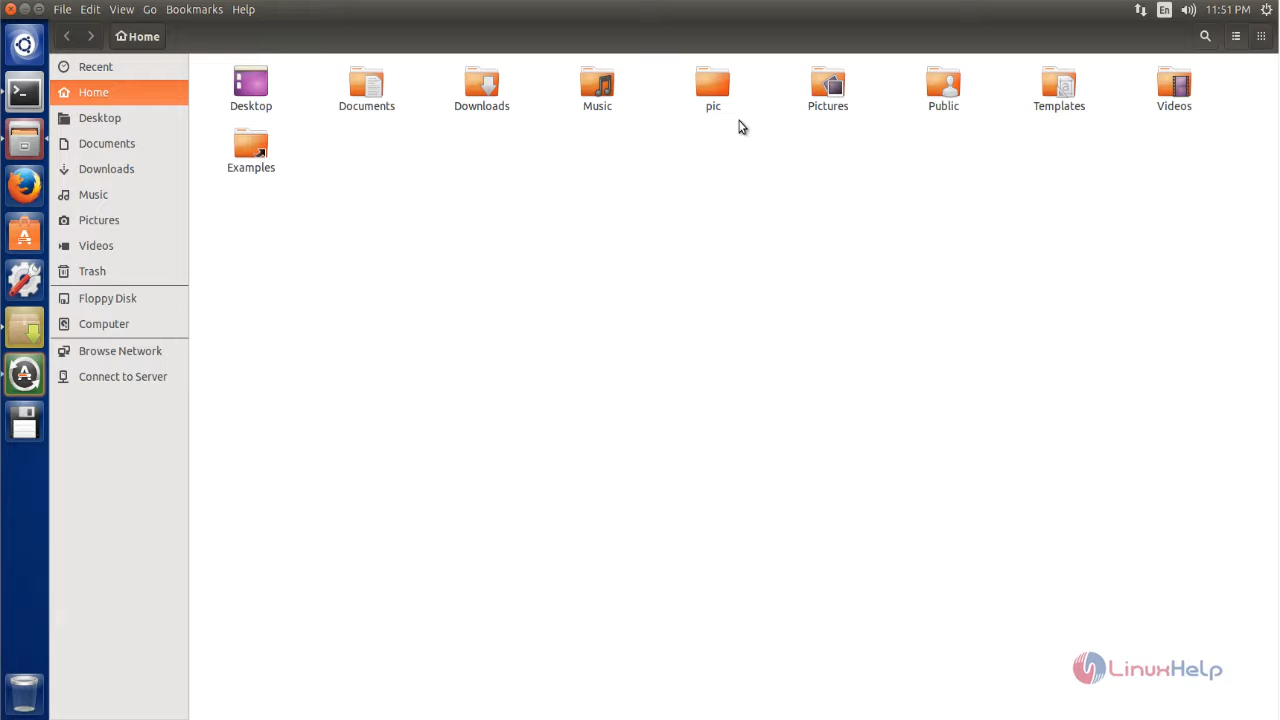 File Edit View Go Bookmarks Help
En 11:51 PM
Home
Recent
Home
Desktop
Documents
Downloads
Music
Pictures
Videos
Trash
Floppy Disk
Computer
Browse Network
Connect to Server
Desktop Documents Downloads Music pic Pictures Public Templates Videos
Examples
LinuxHelp